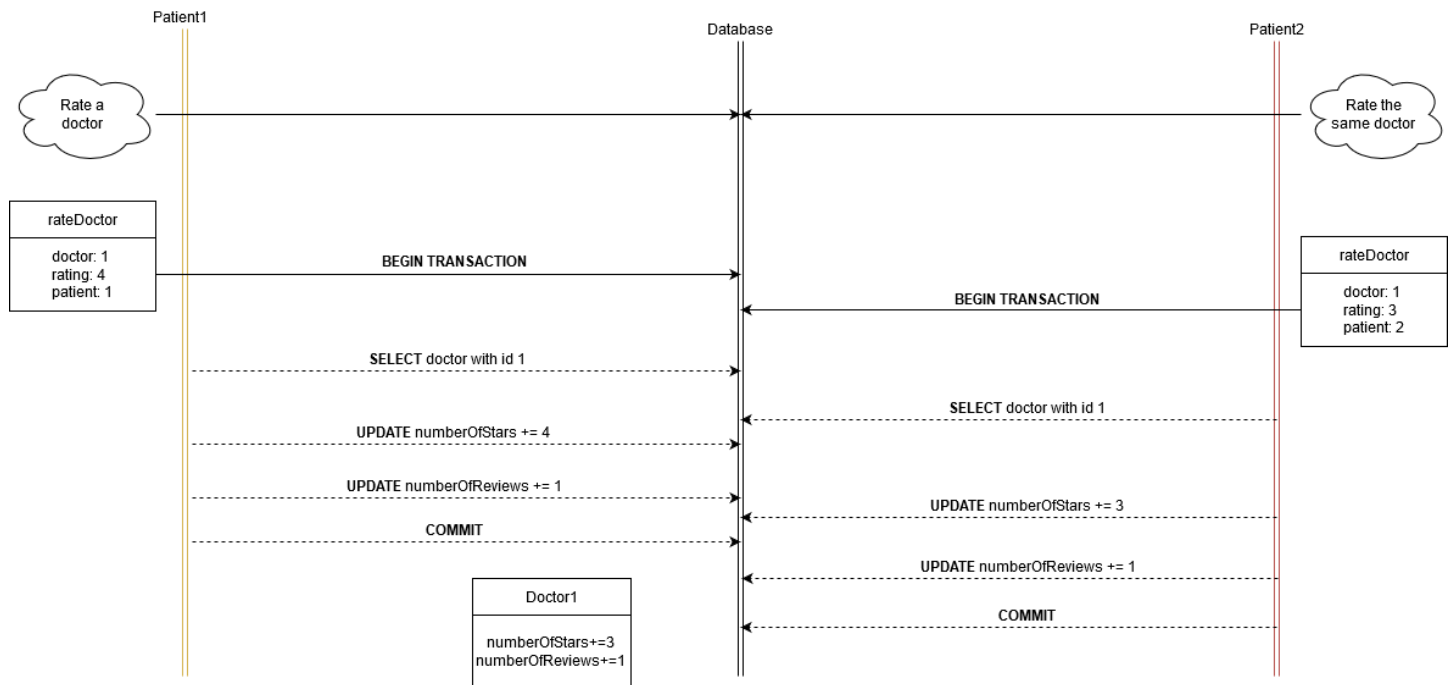 Patient1
Database
Patient2
Rate a
doctor
Rate the
same doctor
rateDoctor
doctor: 1
rating: 4
patient: 1
BEGIN TRANSACTION
rateDoctor
doctor: 1
rating: 3
patient: 2
BEGIN TRANSACTION
SELECT doctor with id 1
SELECT doctor with id 1
UPDATE numberOfStars += 4
UPDATE numberOfReviews += 1
UPDATE numberOfStars += 3
COMMIT
UPDATE numberOfReviews += 1
Doctor1
numberOfStars+=3
numberOfReviews+=1
COMMIT